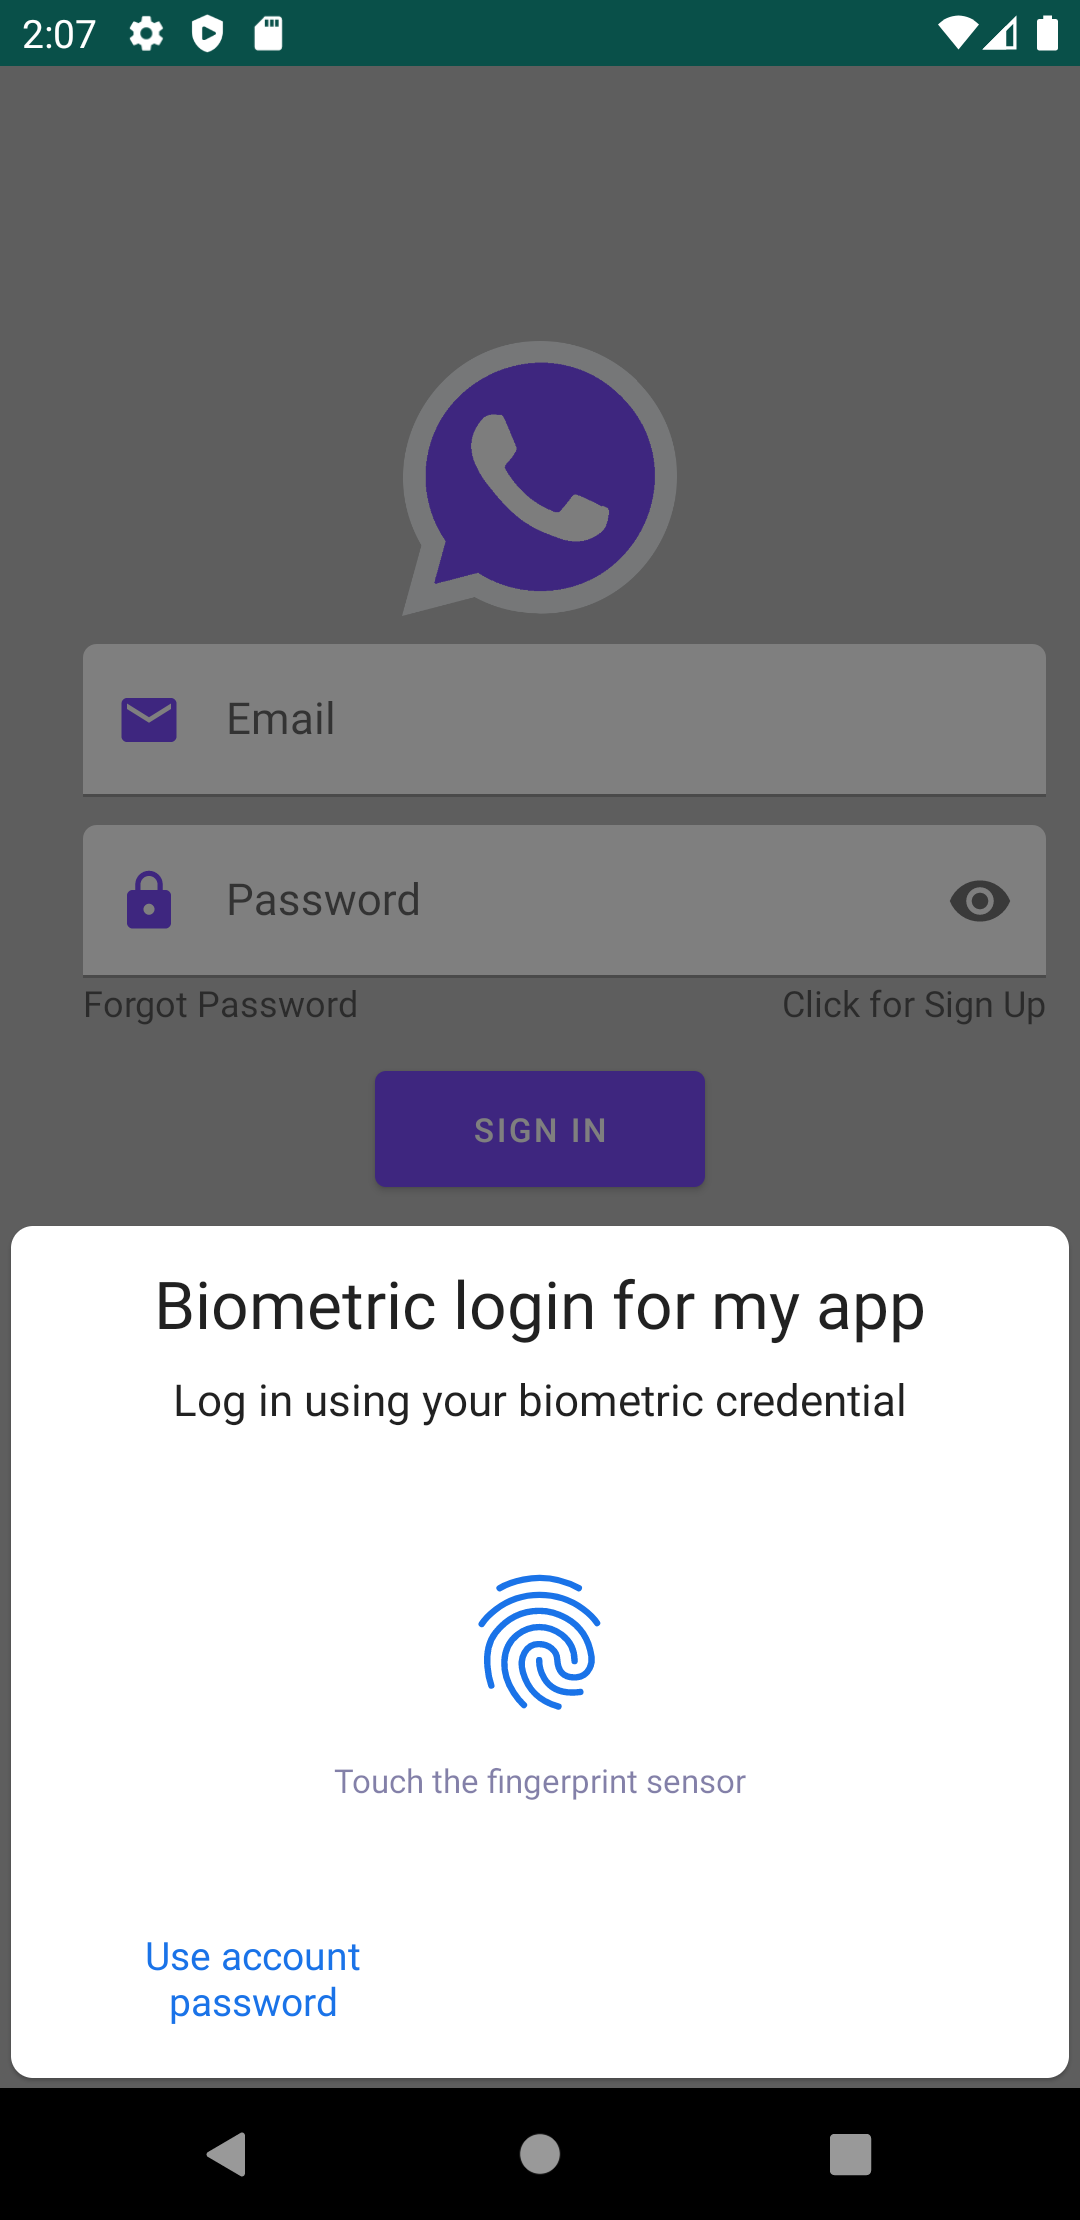 2:07
Email
Password
Forgot Password
Click for Sign Up
SIGN IN
Biometric login for my app
Log in using your biometric credential
Touch the fingerprint sensor
Use account
password